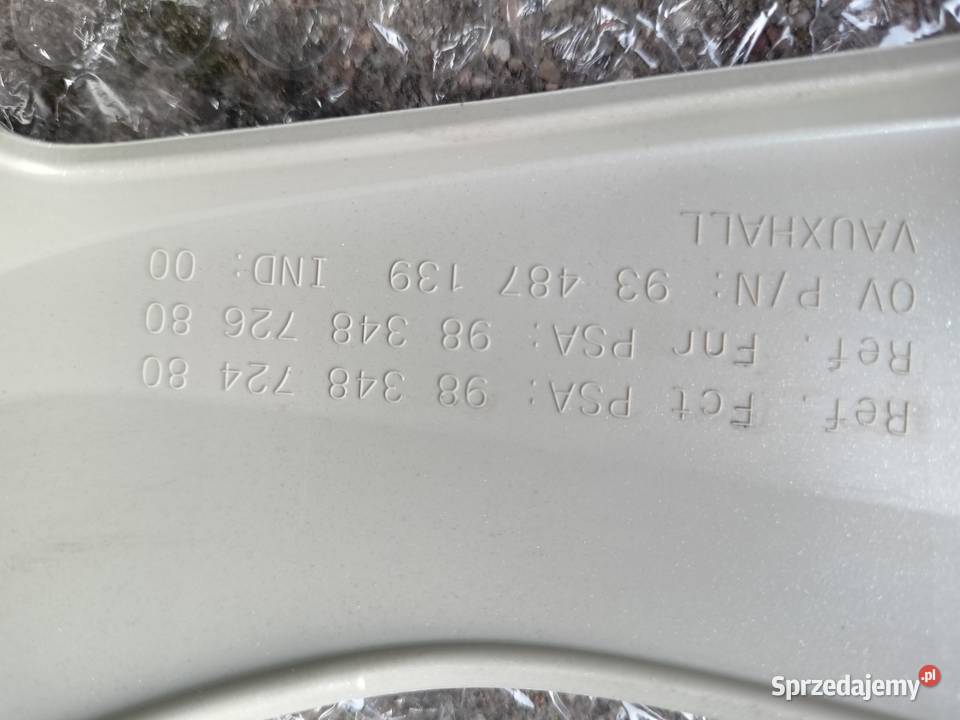 Ref. Fct PSA: 98 348 724 80
Ref. Fnr PSA: 98 348 726 80
OV P/N: 93 487 139 IND: 00
VAUXHALL
Sprzedajemy.pl